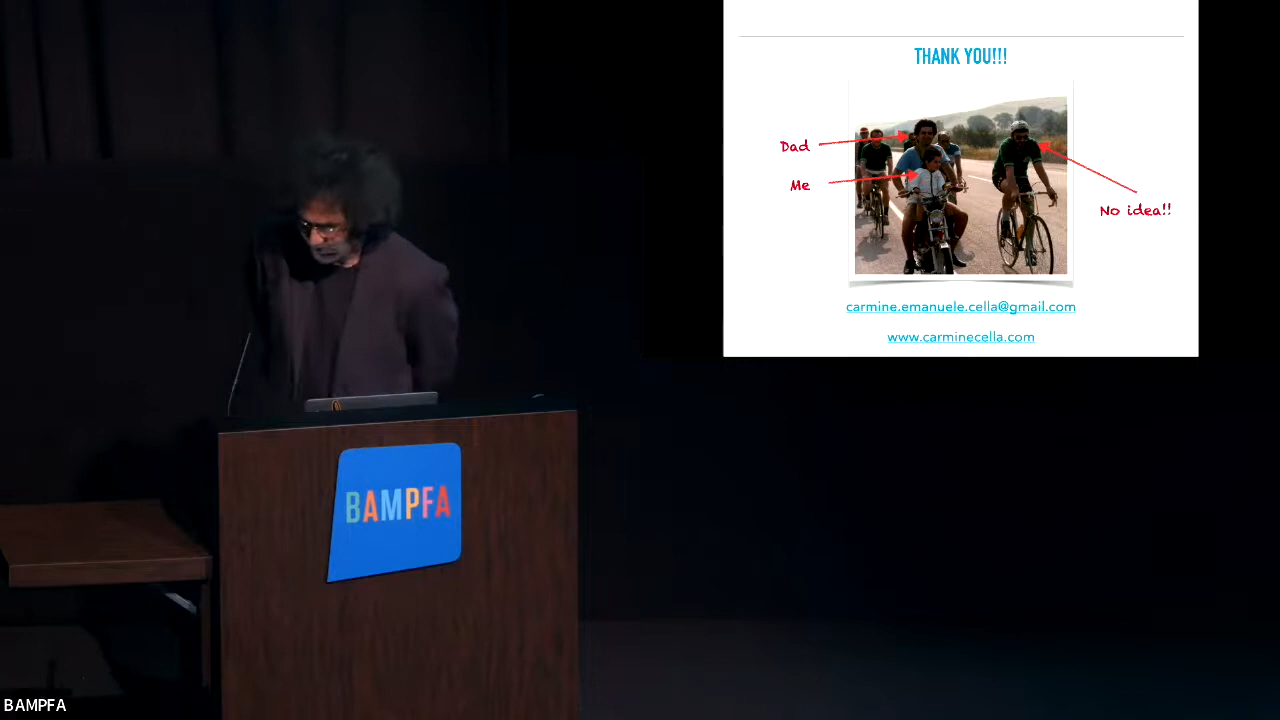 THANK YOU!!!
Dad
Me
No idea!!
carmine.emanuele.cella@gmail.com
www.carminecella.com
BAMPFA
BAMPFA